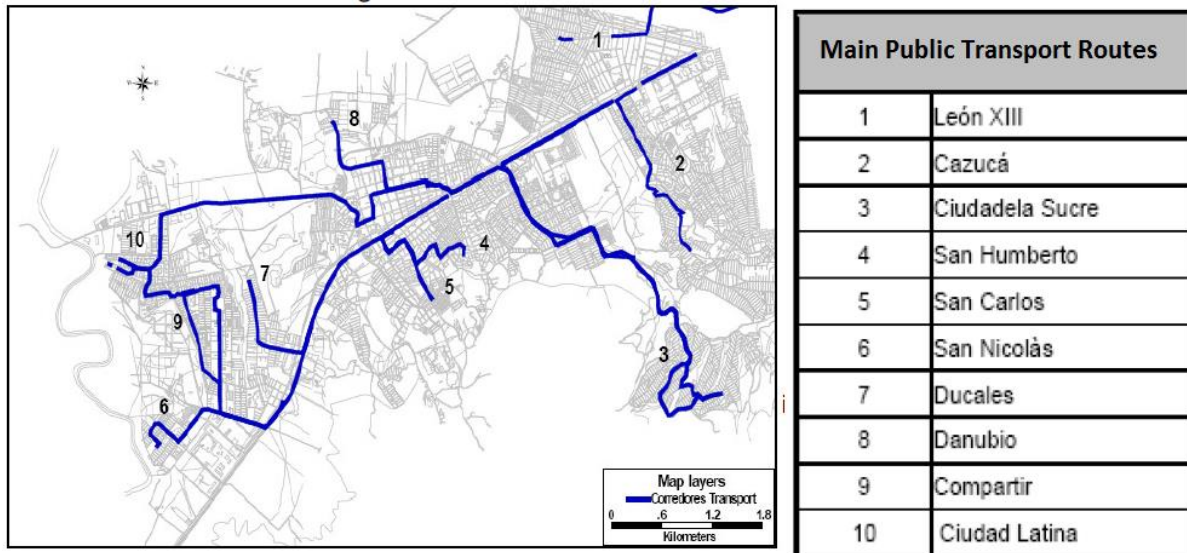 1
8
2
10
4
7
5
9
3
6
Map layers
Corredores Transport
0 .6 1.2 1.8
Kilometers
i
Main Public Transport Routes
1 León XIII
2 Cazucá
3 Ciudadela Sucre
4 San Humberto
5 San Carlos
6 San Nicolàs
7 Ducales
8 Danubio
9 Compartir
10 Ciudad Latina